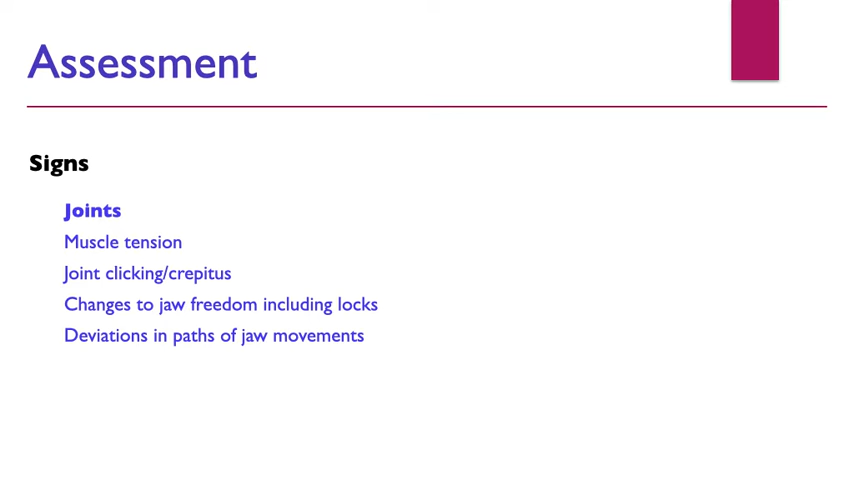 Assessment
Signs
Joints
Muscle tension
Joint clicking/crepitus
Changes to jaw freedom including locks
Deviations in paths of jaw movements